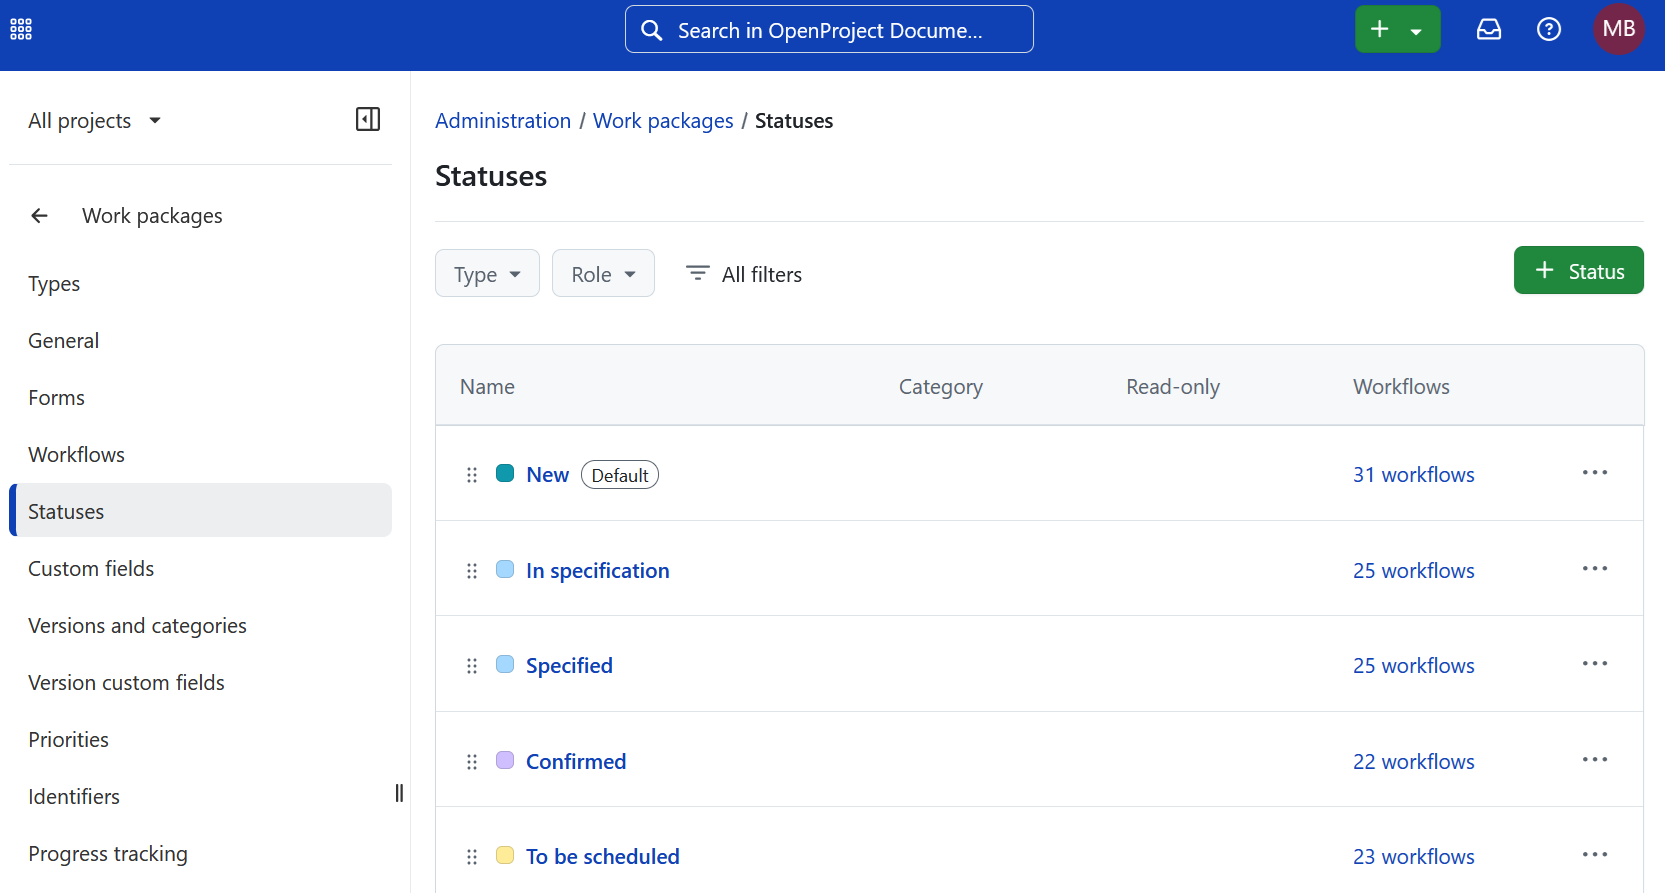 Search in OpenProject Docume...
MB
All projects
Work packages
Types
General
Forms
Workflows
Statuses
Custom fields
Versions and categories
Version custom fields
Priorities
Identifiers
Progress tracking
Administration / Work packages / Statuses
Statuses
Type Role All filters
+ Status
Name Category Read-only Workflows
New Default 31 workflows
In specification 25 workflows
Specified 25 workflows
Confirmed 22 workflows
To be scheduled 23 workflows